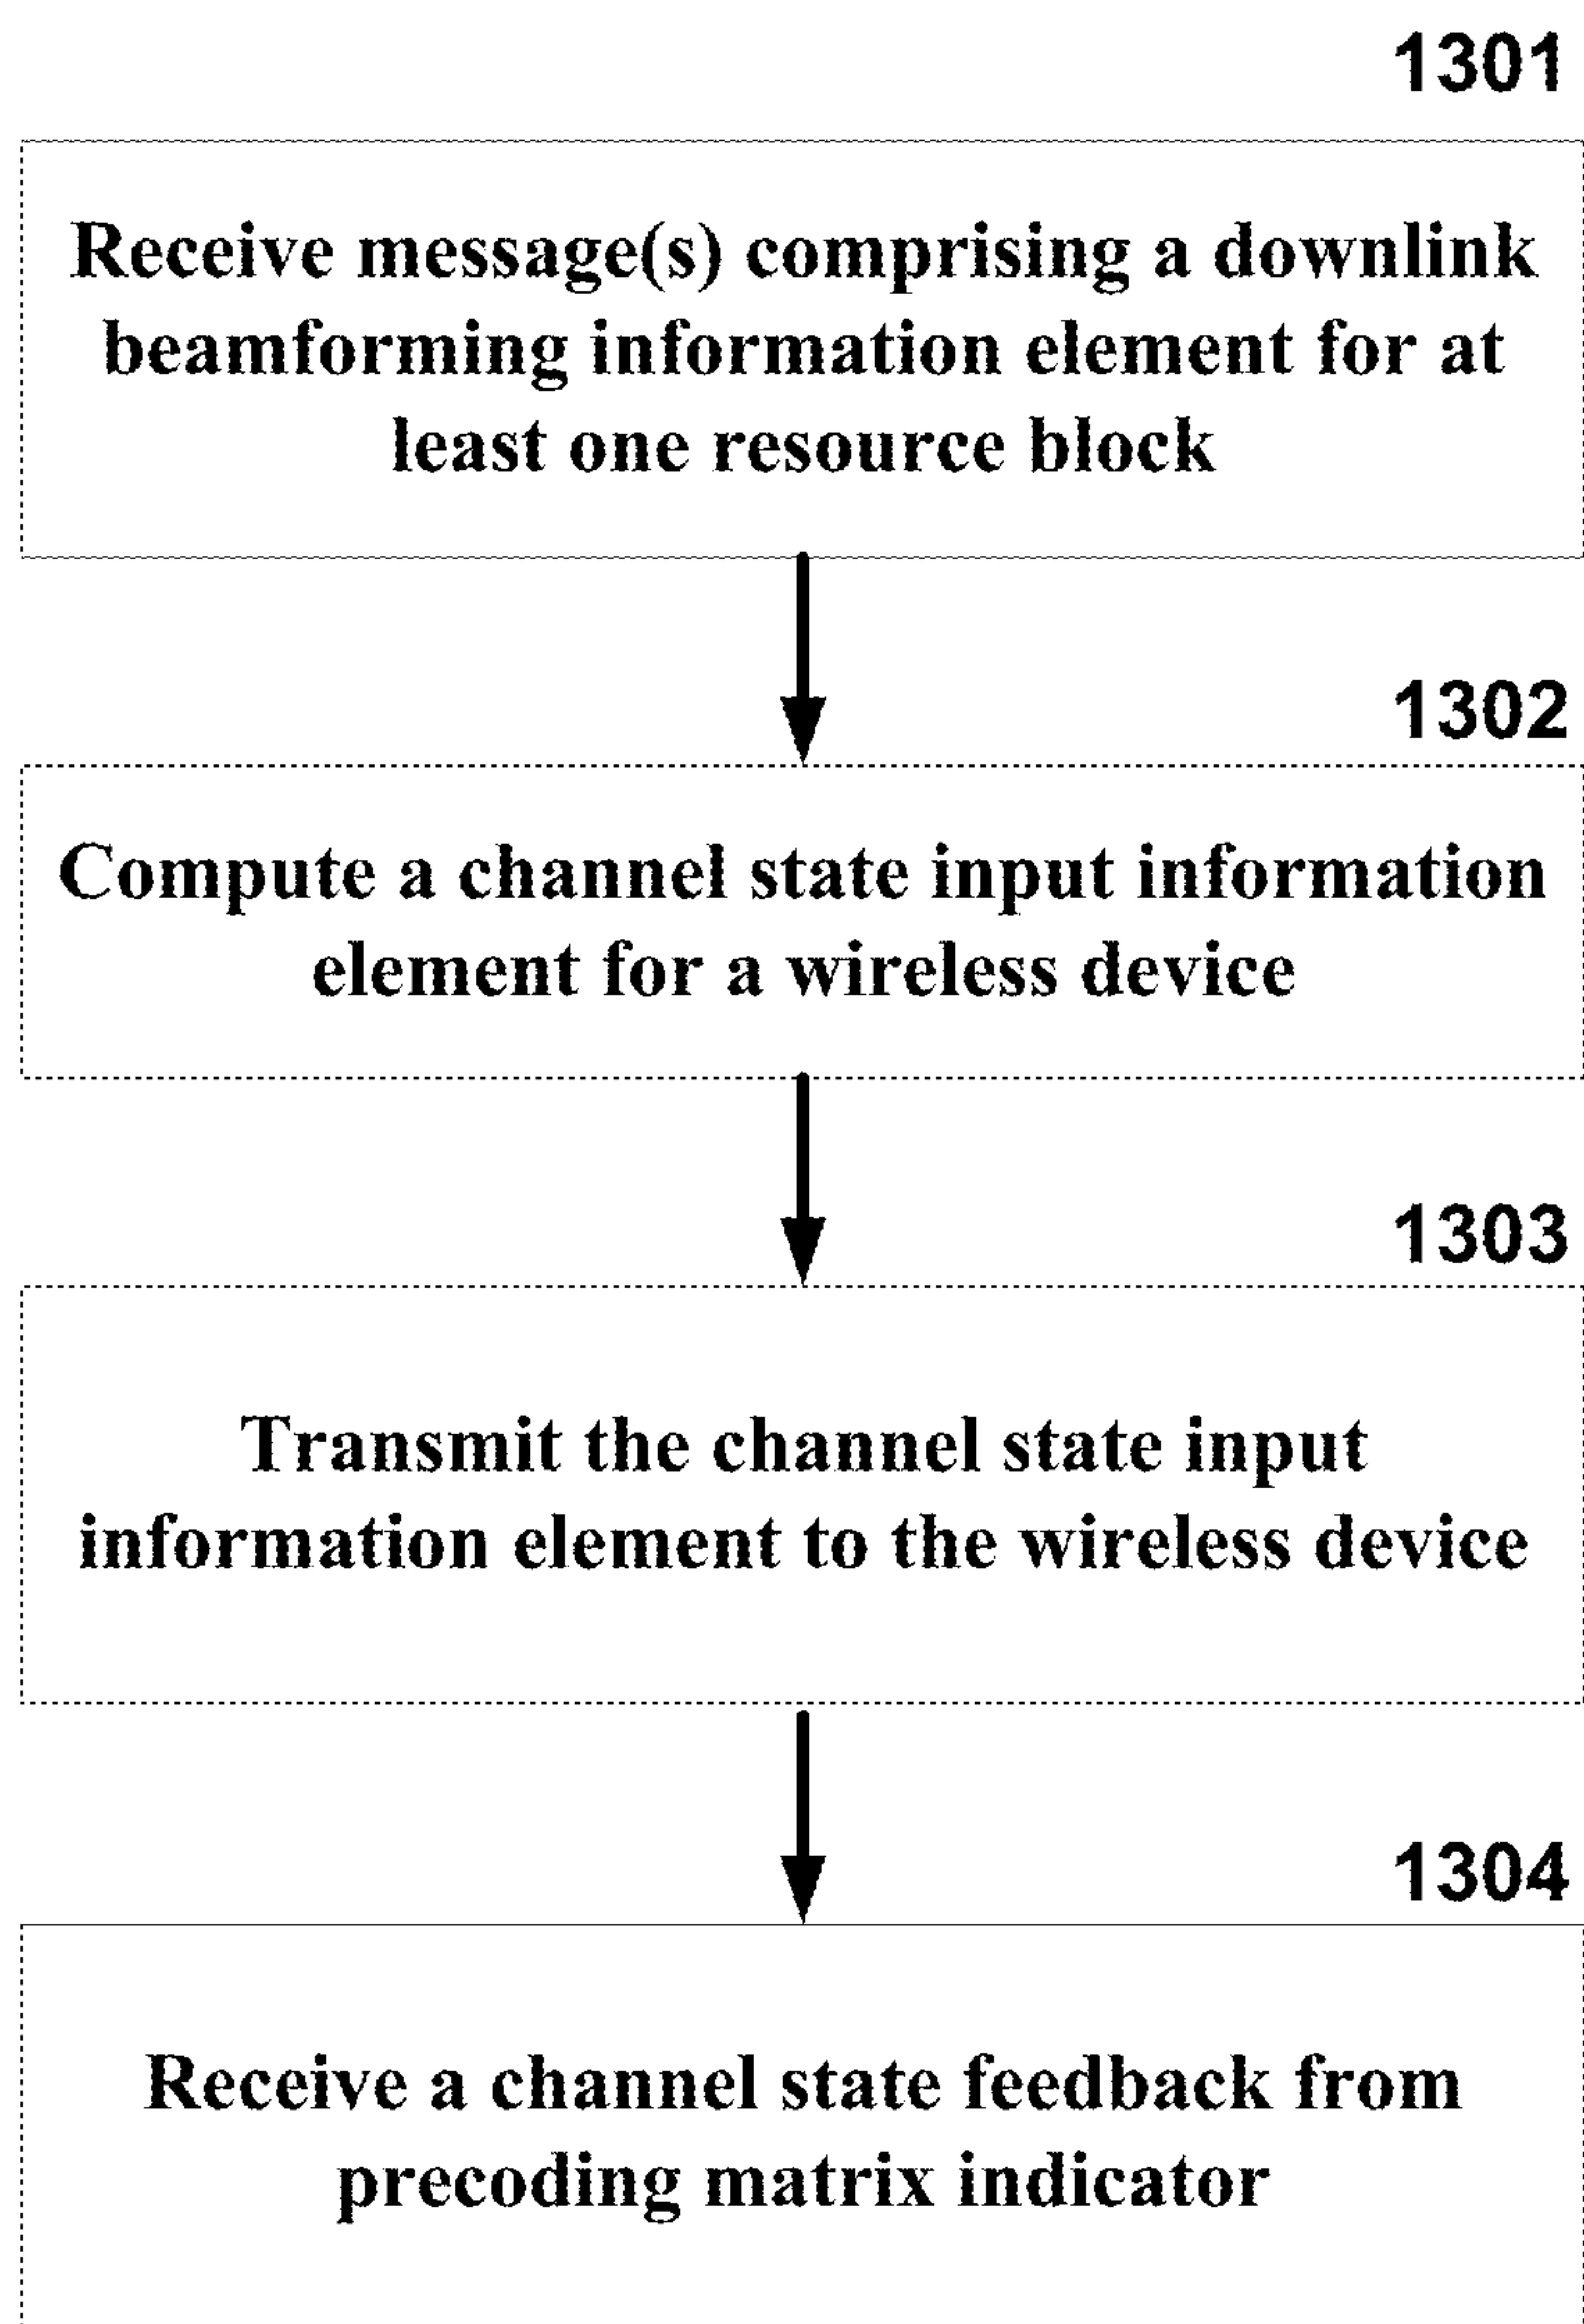 1301
Receive message(s) comprising a downlink
beamforming information element for at
least one resource block
1302
Compute a channel state input information
element for a wireless device
1303
Transmit the channel state input
information element to the wireless device
1304
Receive a channel state feedback from
precoding matrix indicator